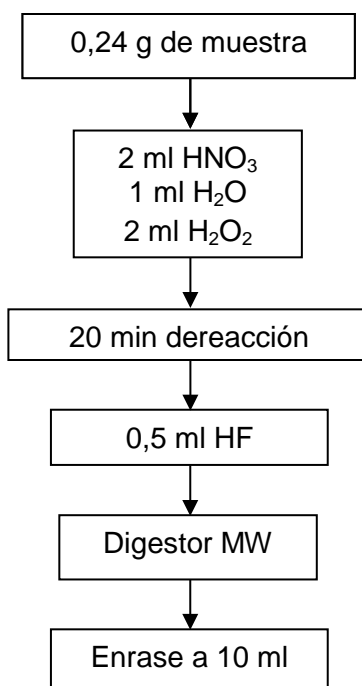 0,24 g de muestra
2 ml HNO₃
1 ml H₂O
2 ml H₂O₂
20 min dereacción
0,5 ml HF
Digestor MW
Enrase a 10 ml